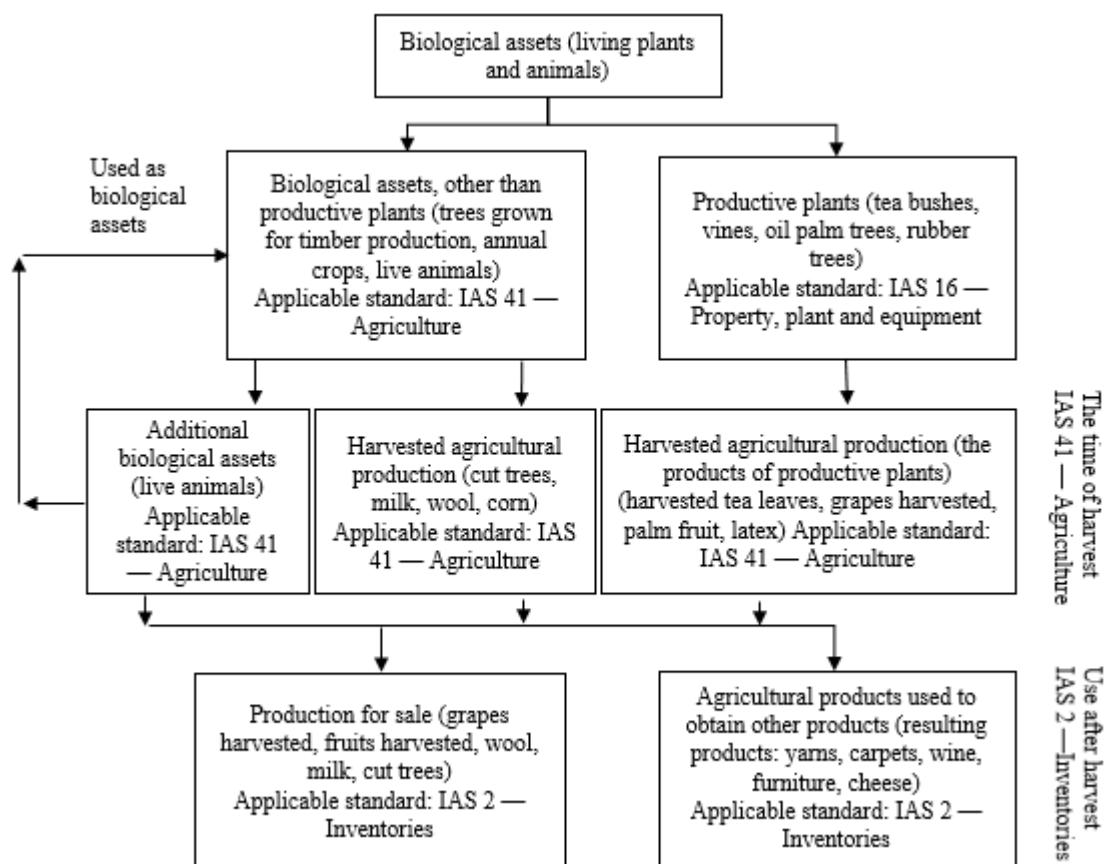 Biological assets (living plants
and animals)
Used as
biological
assets
Biological assets, other than
productive plants (trees grown
for timber production, annual
crops, live animals)
Applicable standard: IAS 41 —
Agriculture
Productive plants (tea bushes,
vines, oil palm trees, rubber
trees)
Applicable standard: IAS 16 —
Property, plant and equipment
Additional
biological assets
(live animals)
Applicable
standard: IAS 41
— Agriculture
Harvested agricultural
production (cut trees,
milk, wool, corn)
Applicable standard: IAS
41 — Agriculture
Harvested agricultural production (the
products of productive plants)
(harvested tea leaves, grapes harvested,
palm fruit, latex) Applicable standard:
IAS 41 — Agriculture
The time of harvest
IAS 41 — Agriculture
Production for sale (grapes
harvested, fruits harvested, wool,
milk, cut trees)
Applicable standard: IAS 2 —
Inventories
Agricultural products used to
obtain other products (resulting
products: yarns, carpets, wine,
furniture, cheese)
Applicable standard: IAS 2 —
Inventories
Use after harvest
IAS 2 —Inventories